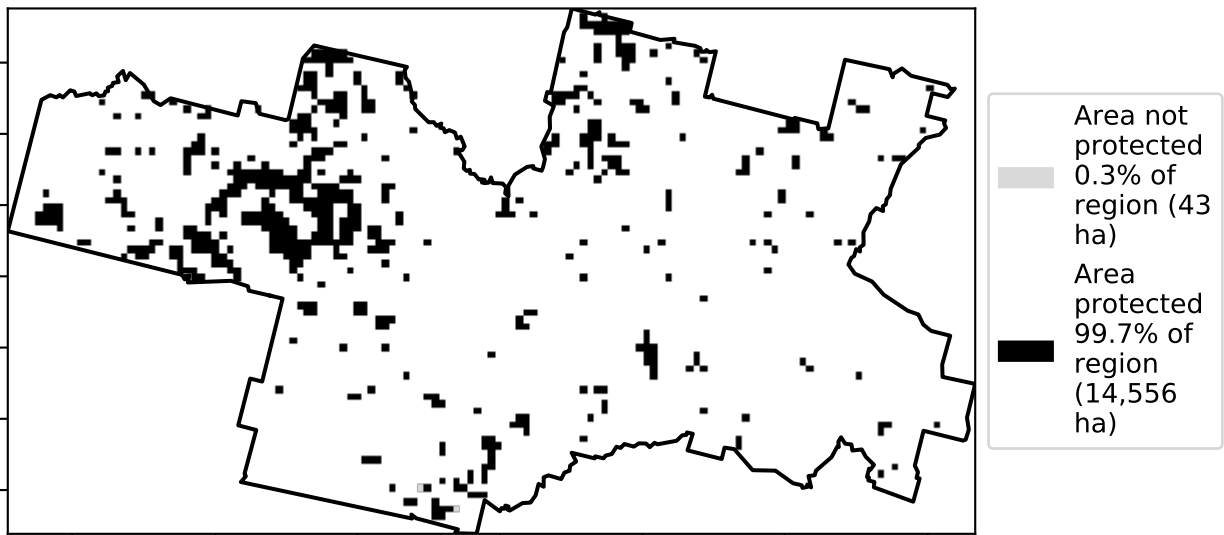 Area not
protected
0.3% of
region (43
ha)
Area
protected
99.7% of
region
(14,556
ha)